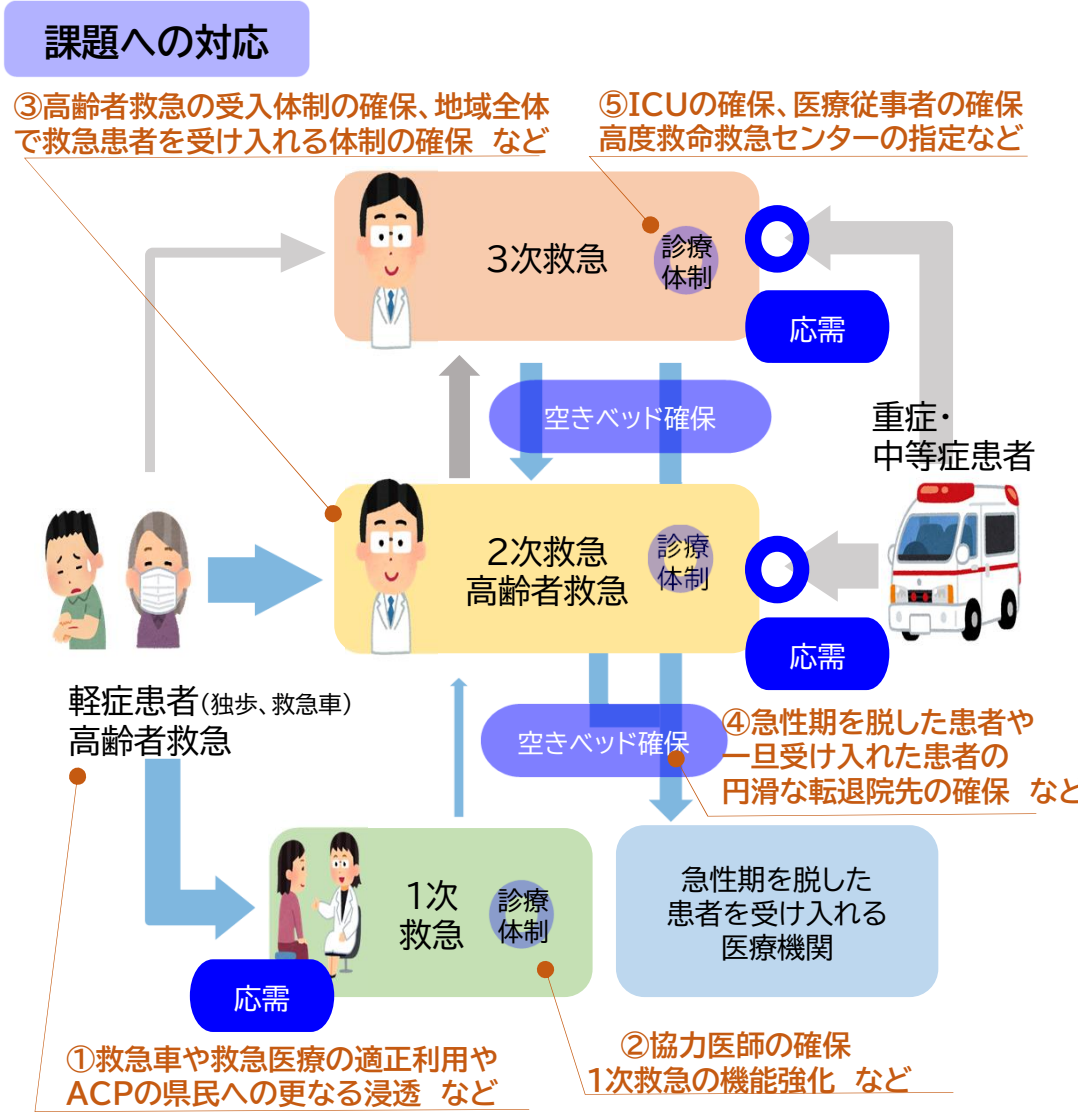 課題への対応
③高齢者救急の受入体制の確保、地域全体
で救急患者を受け入れる体制の確保 など
⑤ICUの確保、医療従事者の確保
高度救命救急センターの指定など
3次救急
診療
体制
応需
空きベッド確保
重症・
中等症患者
2次救急
高齢者救急
診療
体制
応需
軽症患者(独歩、救急車)
高齢者救急
空きベッド確保
④急性期を脱した患者や
一旦受け入れた患者の
円滑な転退院先の確保 など
1次
救急
診療
体制
応需
急性期を脱した
患者を受け入れる
医療機関
①救急車や救急医療の適正利用や
ACPの県民への更なる浸透 など
②協力医師の確保
1次救急の機能強化 など